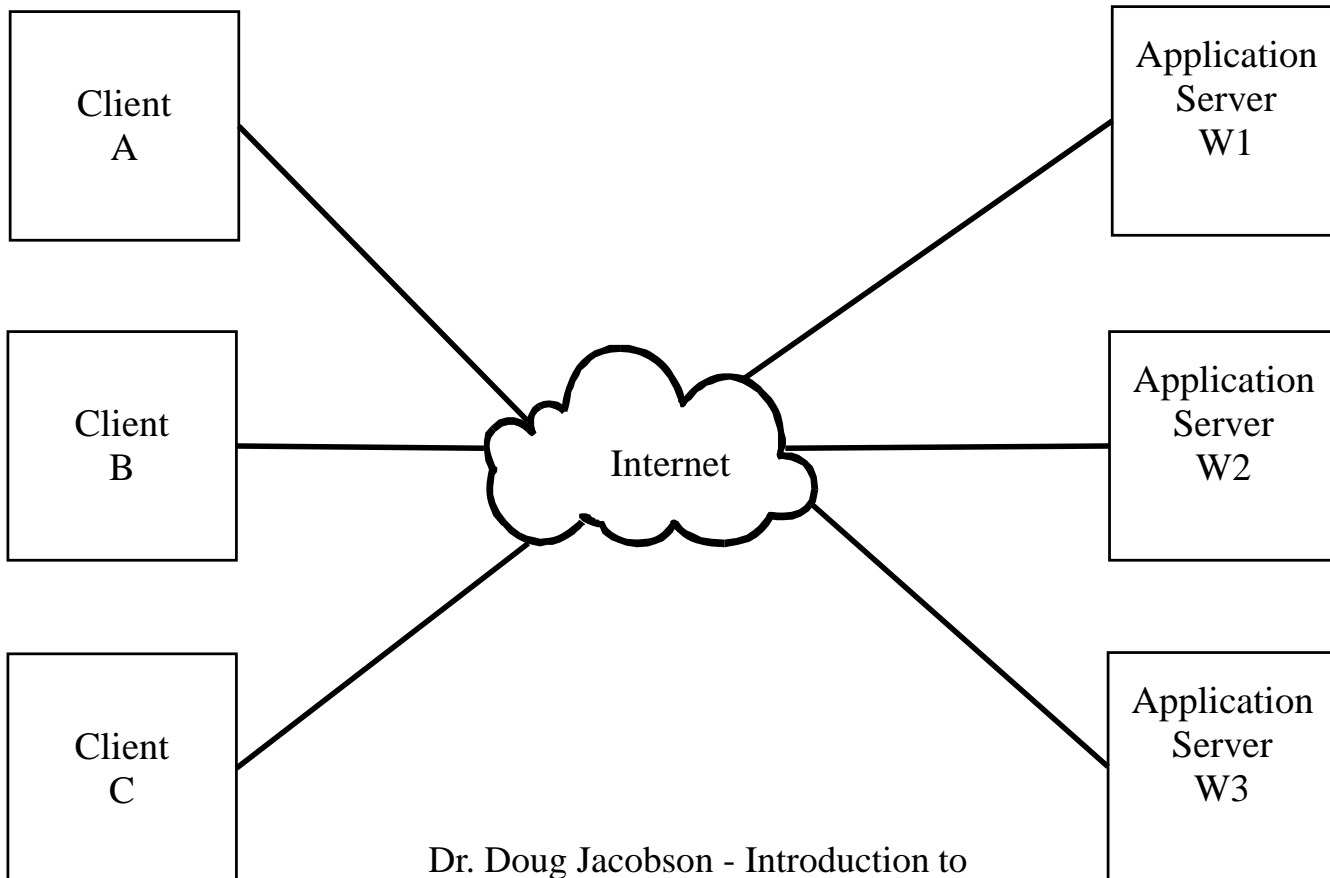 Client
A
Application
Server
W1
Client
B
Internet
Application
Server
W2
Client
C
Application
Server
W3
Dr. Doug Jacobson - Introduction to